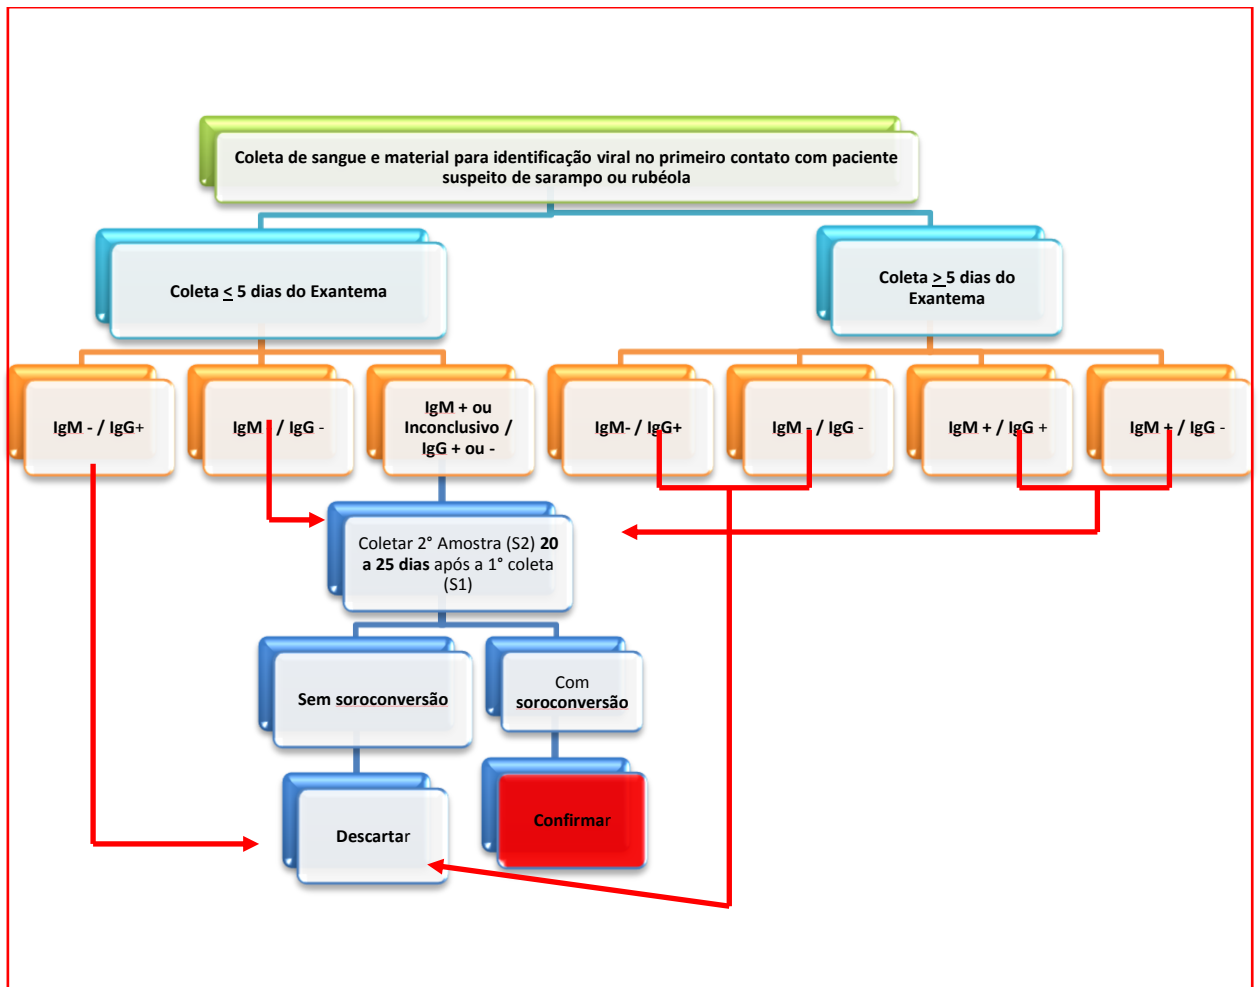 Coleta de sangue e material para identificação viral no primeiro contato com paciente
suspeito de sarampo ou rubéola
Coleta < 5 dias do Exantema
Coleta > 5 dias do
Exantema
IgM - / IgG+
IgM - / IgG -
IgM + ou
Inconclusivo /
IgG + ou -
IgM- / IgG+
IgM - / IgG -
IgM + / IgG +
IgM + / IgG -
Coletar 2° Amostra (S2) 20
a 25 dias após a 1° coleta
(S1)
Sem soroconversão
Com
soroconversão
Descartar
Confirmar